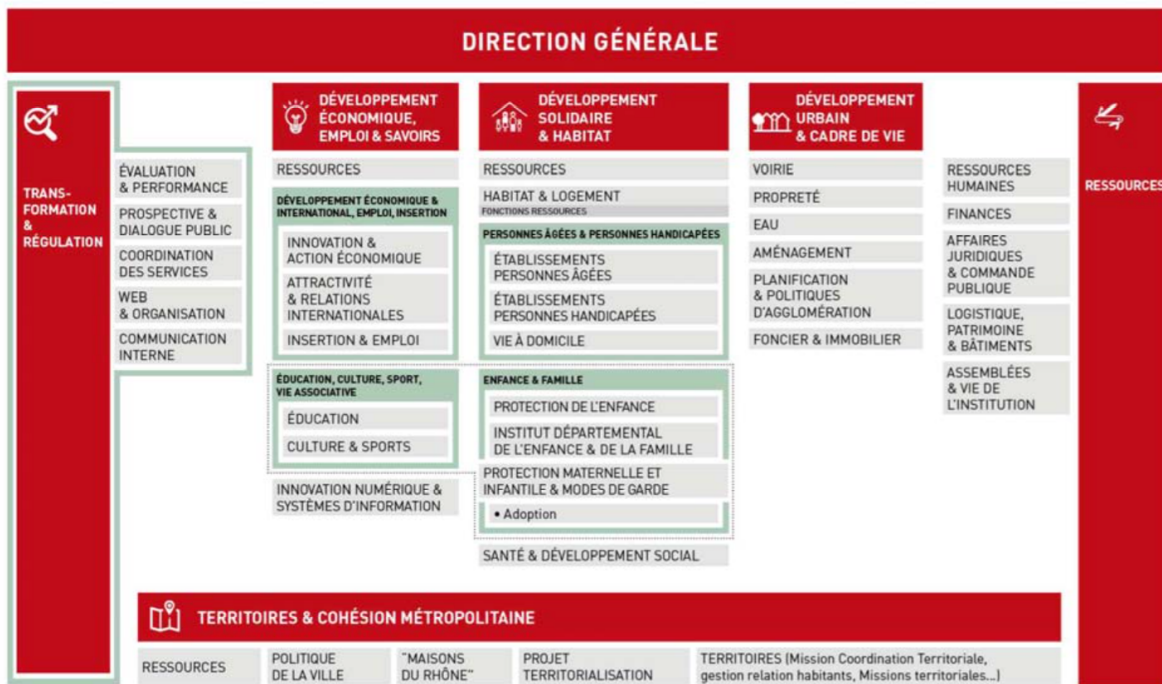 DIRECTION GÉNÉRALE
TRANS-
FORMATION
&
RÉGULATION
ÉVALUATION
& PERFORMANCE
PROSPECTIVE &
DIALOGUE PUBLIC
COORDINATION
DES SERVICES
WEB
& ORGANISATION
COMMUNICATION
INTERNE
DÉVELOPPEMENT
ÉCONOMIQUE,
EMPLOI & SAVOIRS
RESSOURCES
DÉVELOPPEMENT ÉCONOMIQUE &
INTERNATIONAL, EMPLOI, INSERTION
INNOVATION &
ACTION ÉCONOMIQUE
ATTRACTIVITÉ
& RELATIONS
INTERNATIONALES
INSERTION & EMPLOI
ÉDUCATION, CULTURE, SPORT,
VIE ASSOCIATIVE
ÉDUCATION
CULTURE & SPORTS
INNOVATION NUMÉRIQUE &
SYSTÈMES D'INFORMATION
DÉVELOPPEMENT
SOLIDAIRE
& HABITAT
RESSOURCES
HABITAT & LOGEMENT
FONCTIONS RESSOURCES
PERSONNES ÂGÉES & PERSONNES HANDICAPÉES
ÉTABLISSEMENTS
PERSONNES ÂGÉES
ÉTABLISSEMENTS
PERSONNES HANDICAPÉES
VIE À DOMICILE
ENFANCE & FAMILLE
PROTECTION DE L'ENFANCE
INSTITUT DÉPARTEMENTAL
DE L'ENFANCE & DE LA FAMILLE
PROTECTION MATERNELLE ET
INFANTILE & MODES DE GARDE
• Adoption
SANTÉ & DÉVELOPPEMENT SOCIAL
DÉVELOPPEMENT
URBAIN
& CADRE DE VIE
VOIRIE
PROPRETÉ
EAU
AMÉNAGEMENT
PLANIFICATION
& POLITIQUES
D'AGGLOMÉRATION
FONCIER & IMMOBILIER
RESSOURCES
HUMAINES
FINANCES
AFFAIRES
JURIDIQUES
& COMMANDE
PUBLIQUE
LOGISTIQUE,
PATRIMOINE
& BÂTIMENTS
ASSEMBLÉES
& VIE DE
L'INSTITUTION
RESSOURCES
TERRITOIRES & COHÉSION MÉTROPOLITAINE
RESSOURCES
POLITIQUE
DE LA VILLE
"MAISONS
DU RHÔNE"
PROJET
TERRITORIALISATION
TERRITOIRES (Mission Coordination Territoriale,
gestion relation habitants, Missions territoriales...)